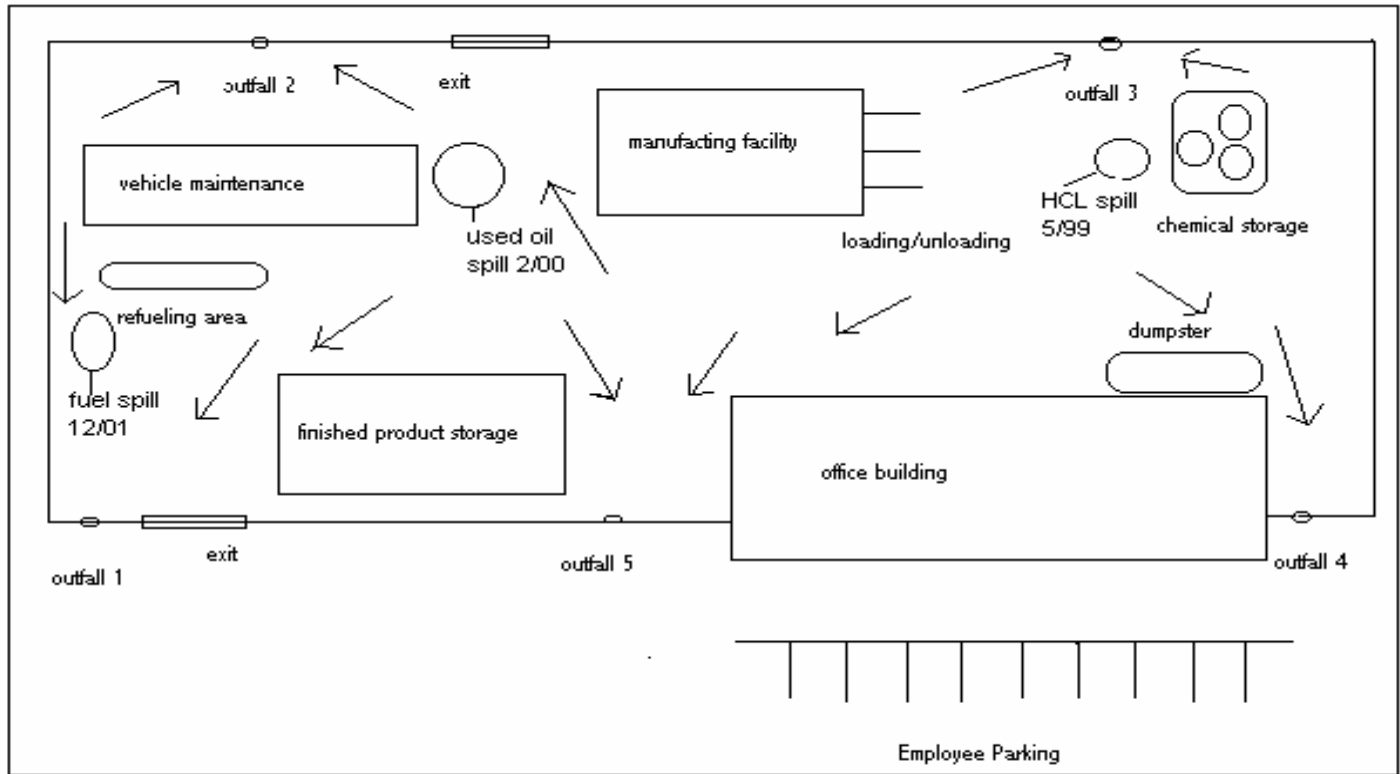 outfall 2
exit
outfall 3
manufacting facility
vehicle maintenance
HCL spill
5/99
chemical storage
used oil
spill 2/00
loading/unloading
refueling area
dumpster
fuel spill
12/01
finished product storage
office building
exit
outfall 5
outfall 4
outfall 1
Employee Parking